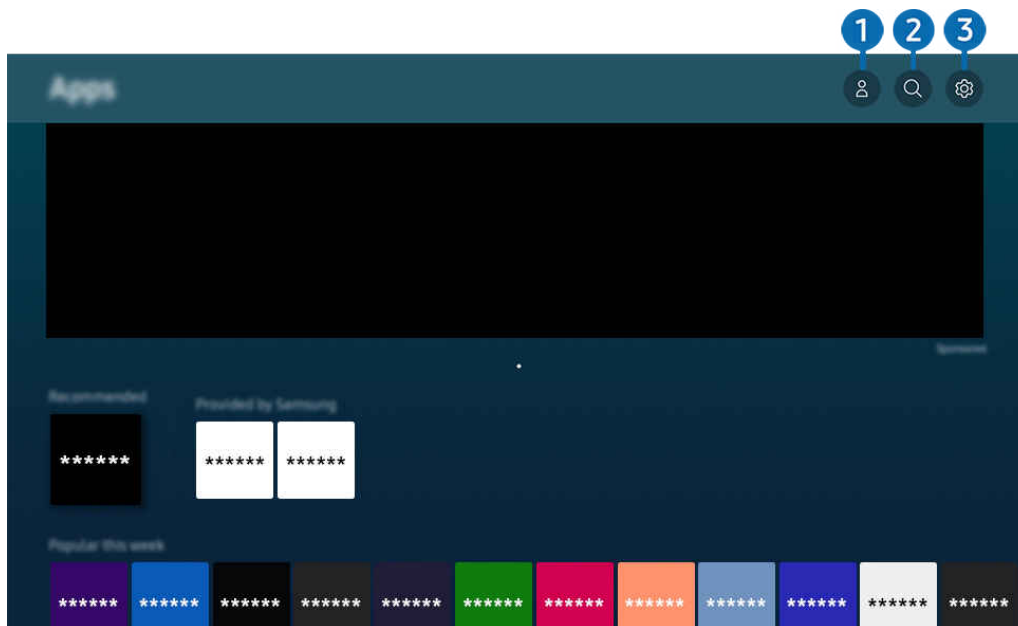 1 2 3
Apps
Sponsored
Recommended
Provided by Samsung
****** ****** ******
Popular this week
****** ****** ****** ****** ****** ****** ****** ****** ****** ****** ****** ******